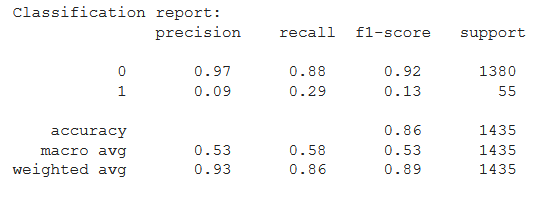 Classification report:
precision recall f1-score support
0 0.97 0.88 0.92 1380
1 0.09 0.29 0.13 55
accuracy 0.86 1435
macro avg 0.53 0.58 0.53 1435
weighted avg 0.93 0.86 0.89 1435